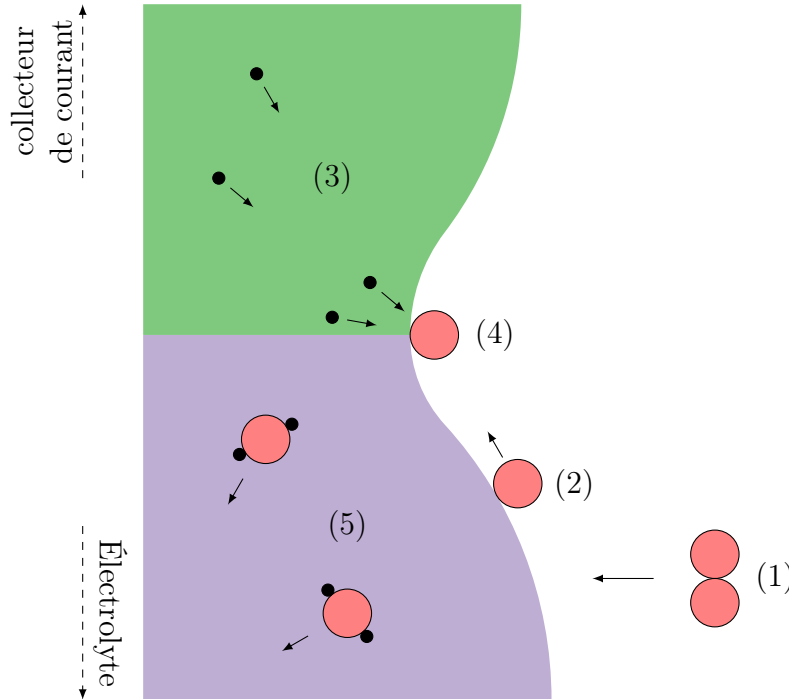 collecteur
de courant
(3)
(4)
(2)
(5)
(1)
Électrolyte